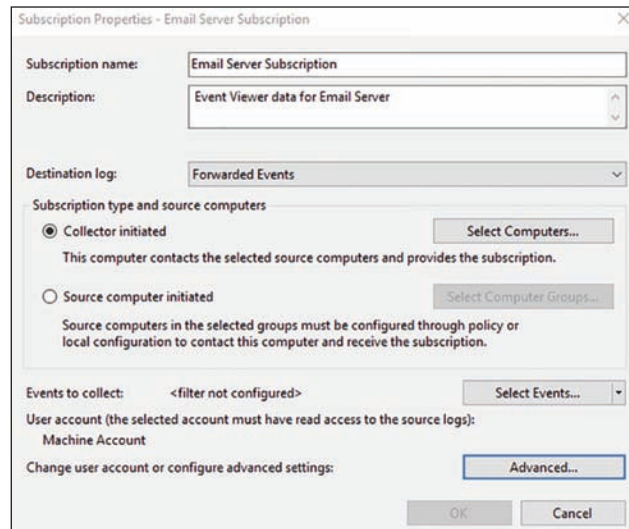 Subscription Properties - Email Server Subscription
Subscription name: Email Server Subscription
Description: Event Viewer data for Email Server
Destination log: Forwarded Events
Subscription type and source computers
Collector initiated Select Computers...
This computer contacts the selected source computers and provides the subscription.
Source computer initiated Select Computer Groups...
Source computers in the selected groups must be configured through policy or
local configuration to contact this computer and receive the subscription.
Events to collect: <filter not configured> Select Events...
User account (the selected account must have read access to the source logs):
Machine Account
Change user account or configure advanced settings: Advanced...
OK Cancel